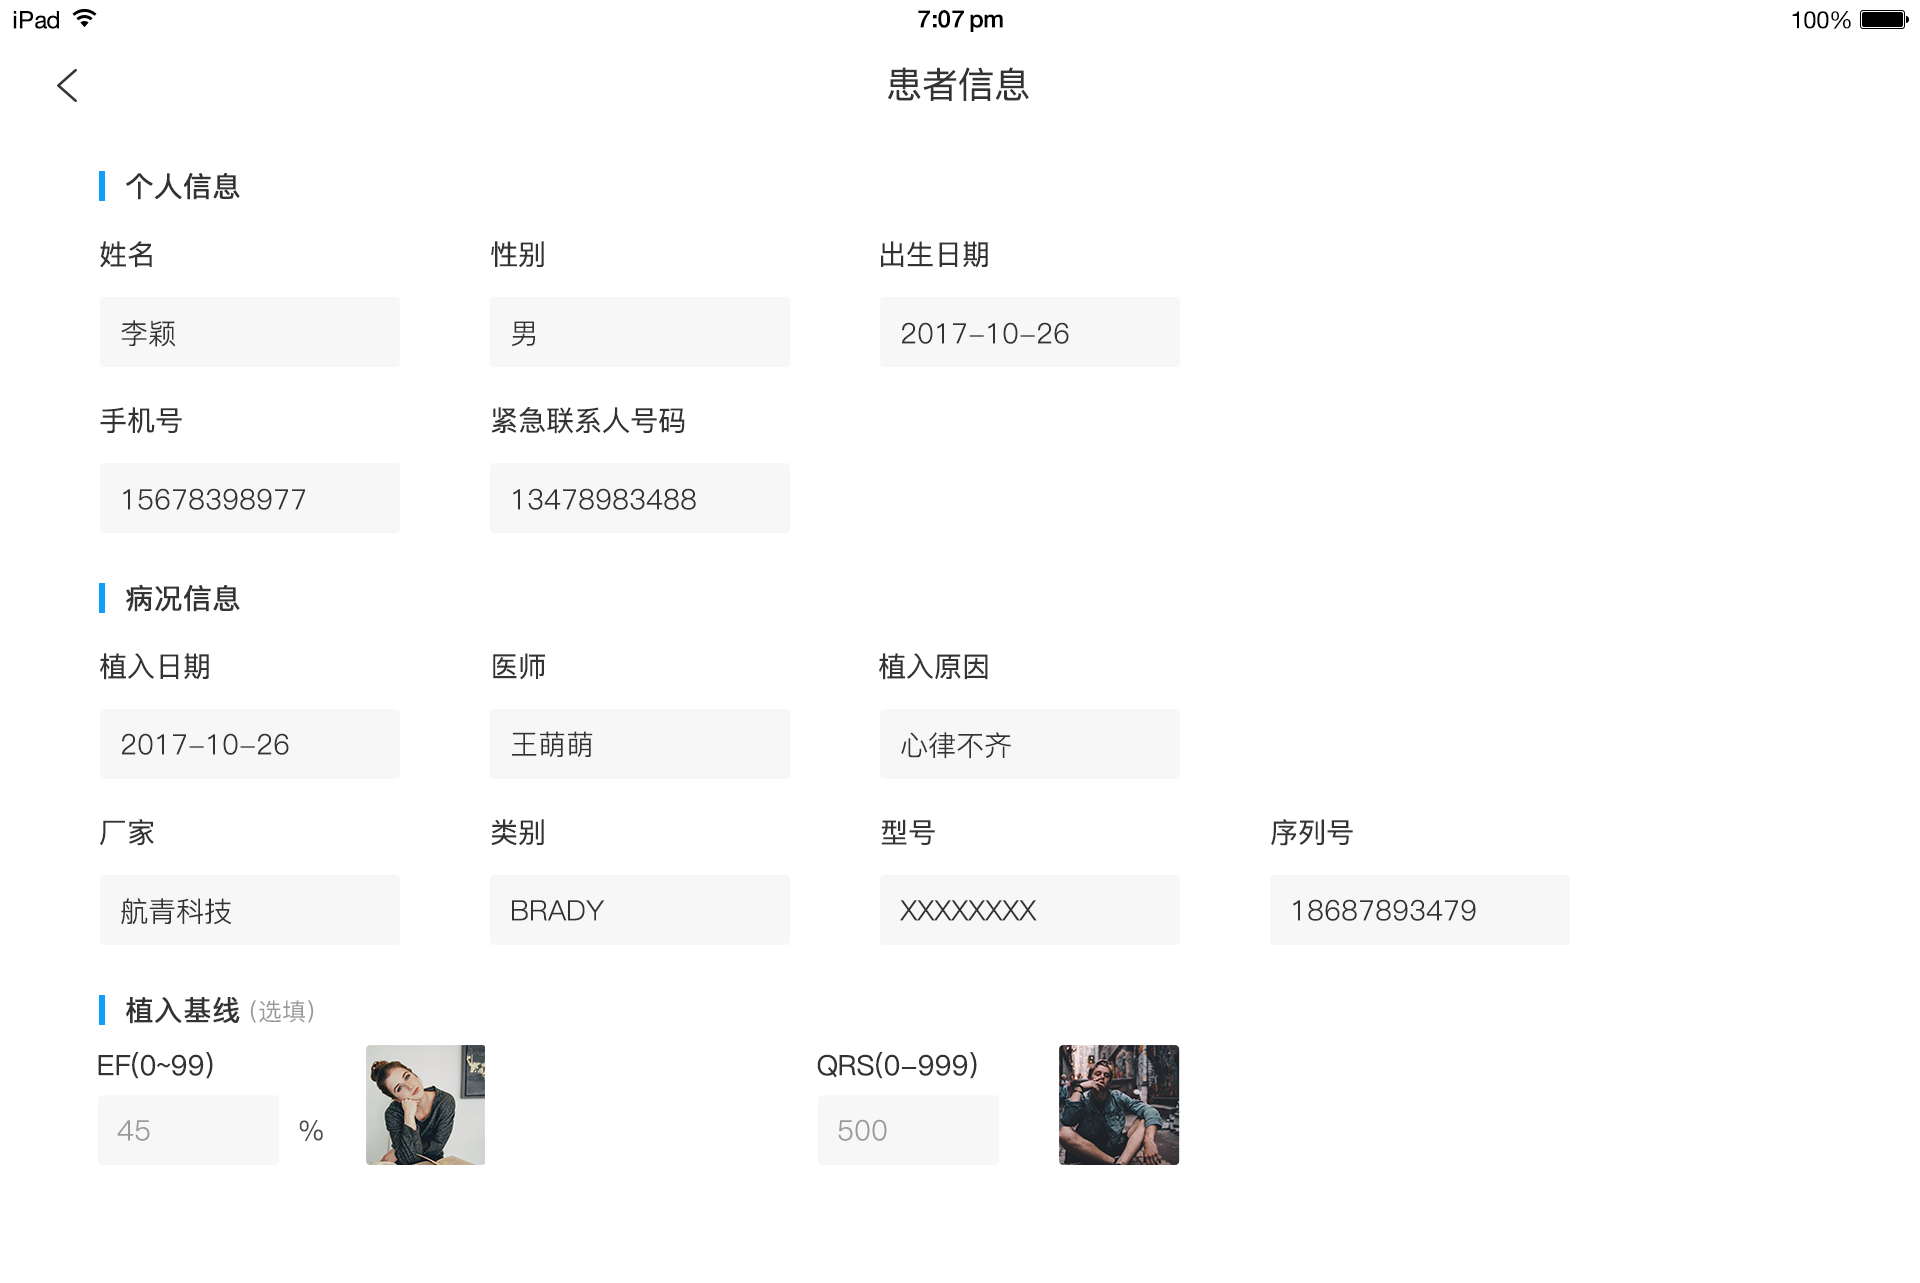 iPad 7:07 pm 100%
患者信息
个人信息
姓名 性别 出生日期
李颖 男 2017-10-26
手机号 紧急联系人号码
15678398977 13478983488
病况信息
植入日期 医师 植入原因
2017-10-26 王萌萌 心律不齐
厂家 类别 型号 序列号
航青科技 BRADY XXXXXXXX 18687893479
植入基线 (选填)
EF(0~99) QRS(0-999)
45 % 500